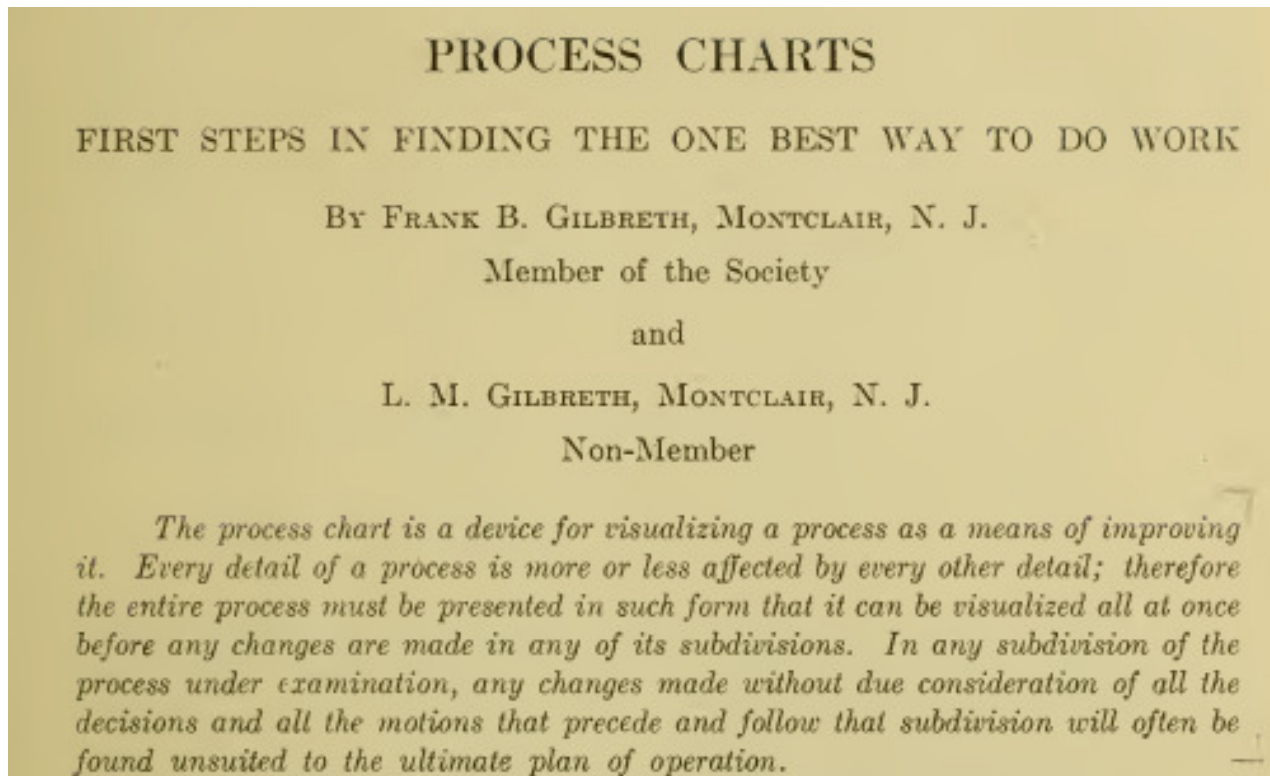 PROCESS CHARTS
FIRST STEPS IN FINDING THE ONE BEST WAY TO DO WORK
By Frank B. Gilbreth, Montclair, N. J.
Member of the Society
and
L. M. Gilbreth, Montclair, N. J.
Non-Member
The process chart is a device for visualizing a process as a means of improving
it. Every detail of a process is more or less affected by every other detail; therefore
the entire process must be presented in such form that it can be visualized all at once
before any changes are made in any of its subdivisions. In any subdivision of the
process under examination, any changes made without due consideration of all the
decisions and all the motions that precede and follow that subdivision will often be
found unsuited to the ultimate plan of operation.